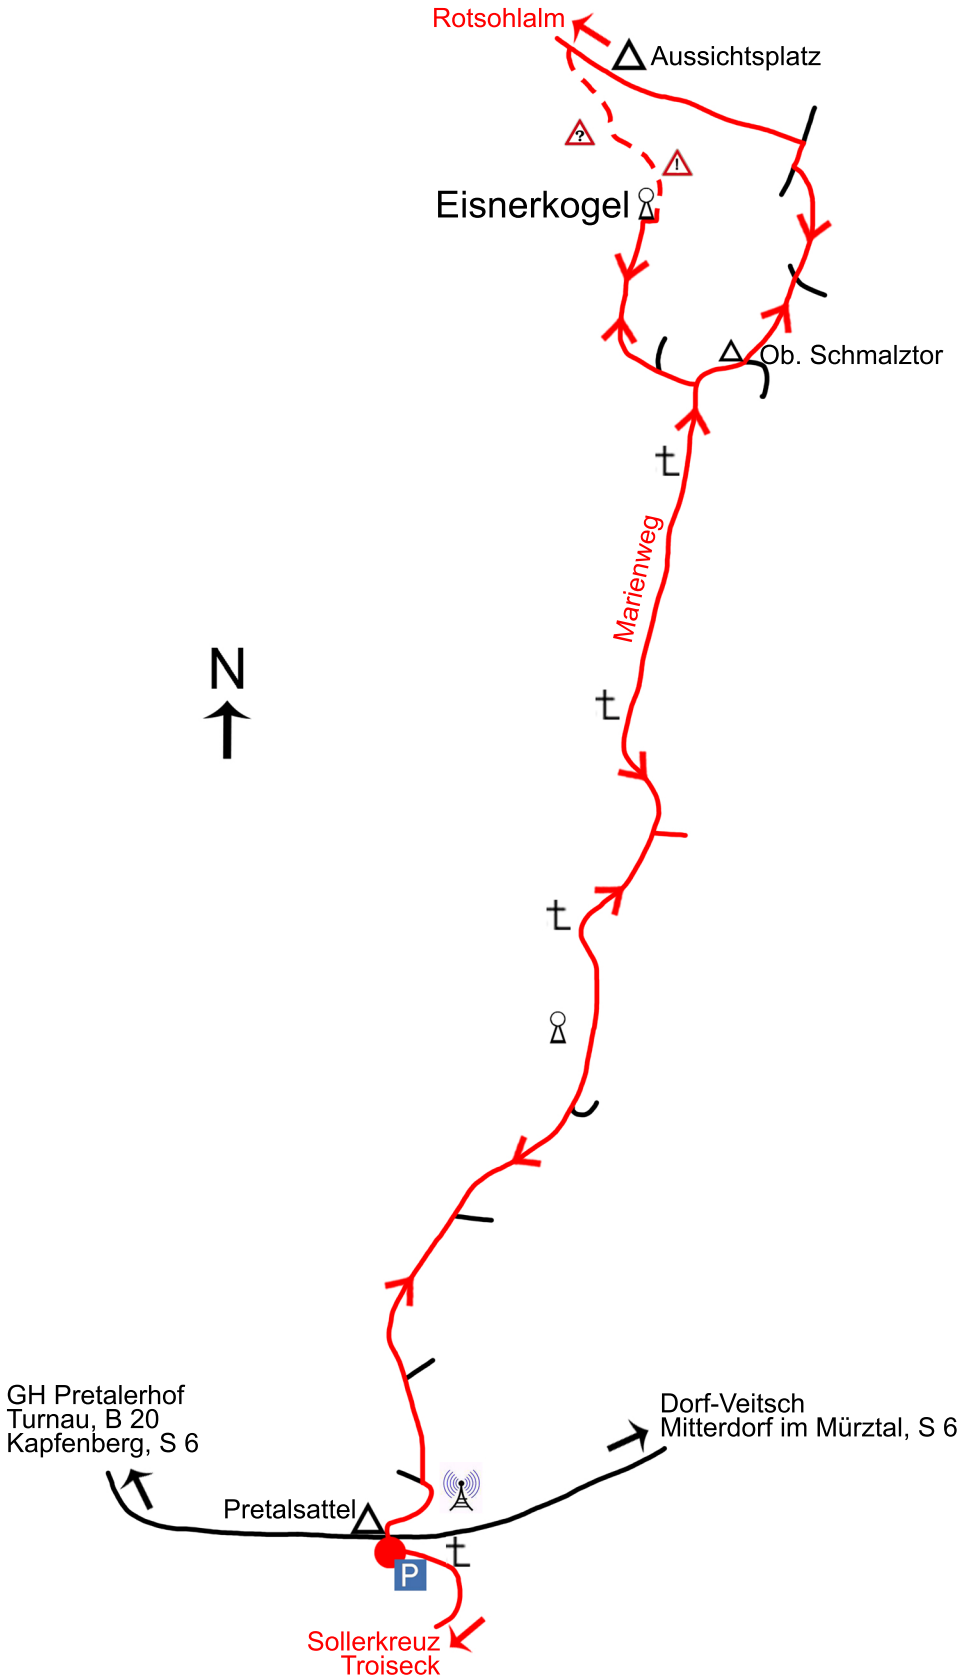 Rotsohlalm
Aussichtsplatz
?
!
Eisnerkogel
Ob. Schmalztor
Marienweg
N
GH Pretalerhof
Turnau, B 20
Kapfenberg, S 6
Dorf-Veitsch
Mitterdorf im Mürztal, S 6
Pretalsattel
P
Sollerkreuz
Troiseck